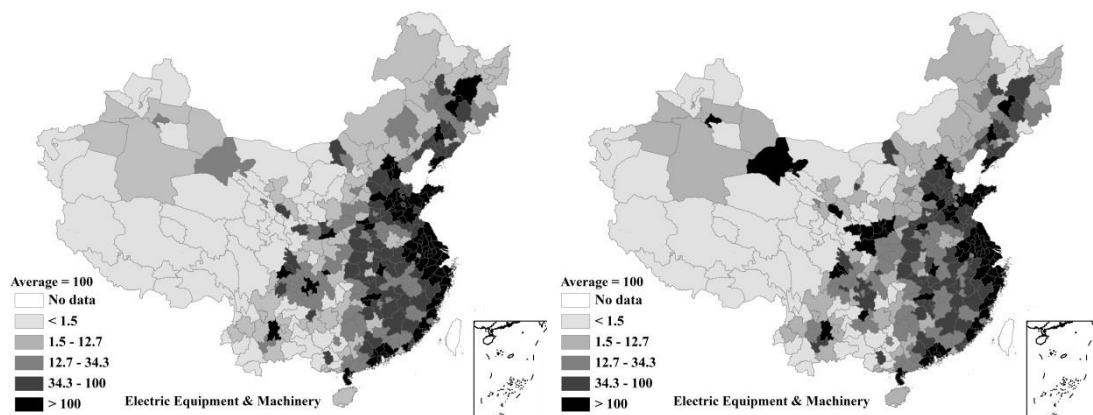 Average = 100
No data
< 1.5
1.5 - 12.7
12.7 - 34.3
34.3 - 100
> 100
Electric Equipment & Machinery
Average = 100
No data
< 1.5
1.5 - 12.7
12.7 - 34.3
34.3 - 100
> 100
Electric Equipment & Machinery